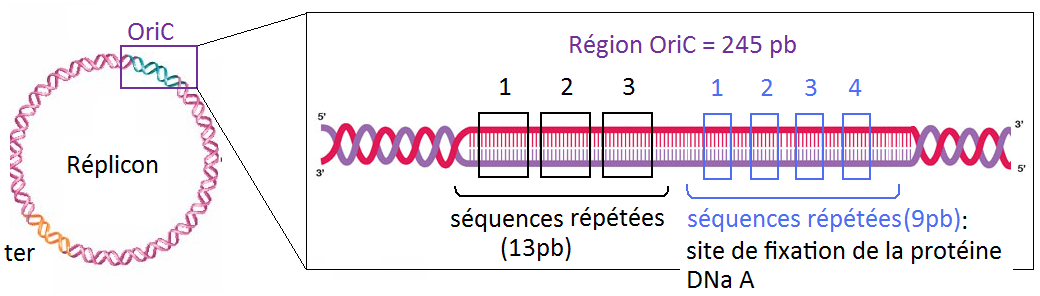 OriC
Réplicon
ter
Région OriC = 245 pb
1 2 3 1 2 3 4
5' 3'
3' 5'
séquences répétées
(13pb)
séquences répétées(9pb):
site de fixation de la protéine
DNa A